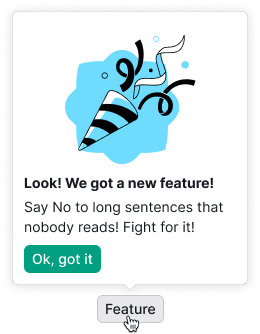 Look! We got a new feature!
Say No to long sentences that
nobody reads! Fight for it!
Ok, got it
Feature